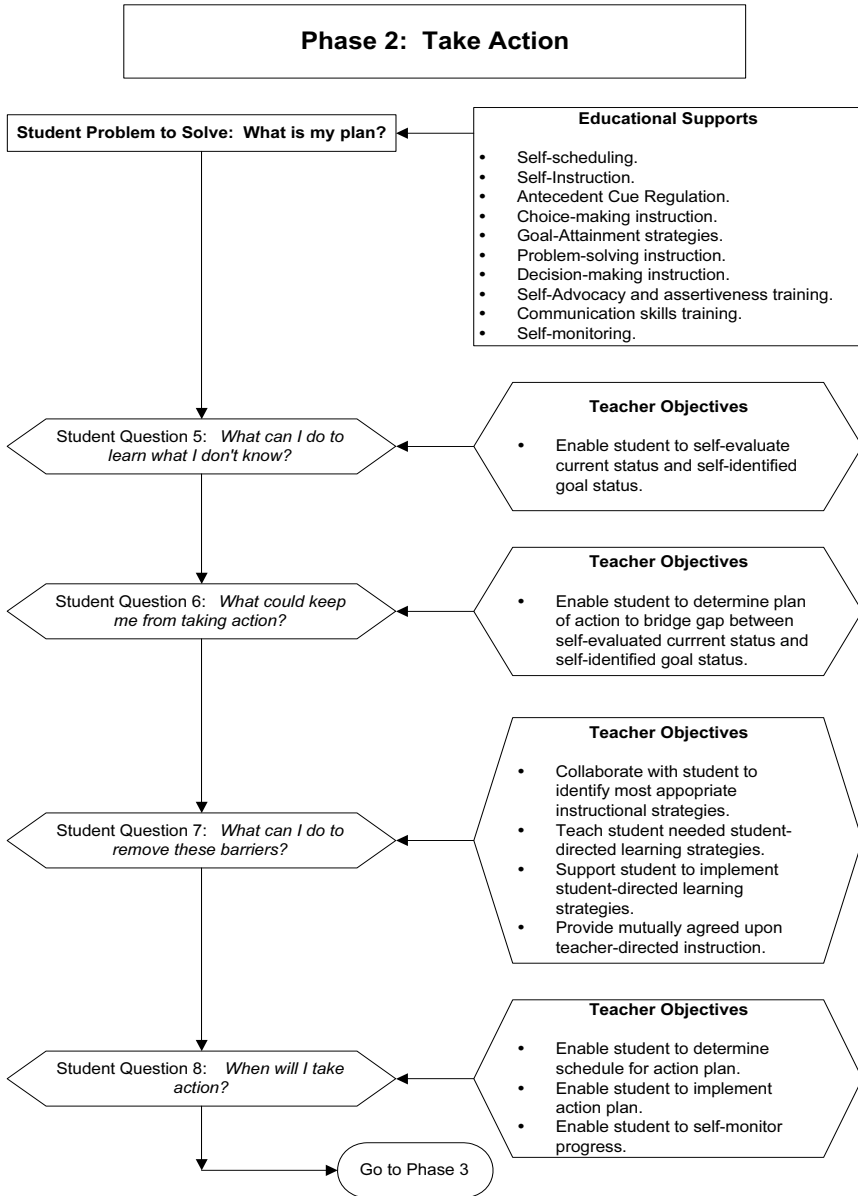 Phase 2: Take Action
Student Problem to Solve: What is my plan?
Educational Supports
• Self-scheduling.
• Self-Instruction.
• Antecedent Cue Regulation.
• Choice-making instruction.
• Goal-Attainment strategies.
• Problem-solving instruction.
• Decision-making instruction.
• Self-Advocacy and assertiveness training.
• Communication skills training.
• Self-monitoring.
Student Question 5: What can I do to
learn what I don't know?
Teacher Objectives
• Enable student to self-evaluate
current status and self-identified
goal status.
Student Question 6: What could keep
me from taking action?
Teacher Objectives
• Enable student to determine plan
of action to bridge gap between
self-evaluated currrent status and
self-identified goal status.
Student Question 7: What can I do to
remove these barriers?
Teacher Objectives
• Collaborate with student to
identify most appopriate
instructional strategies.
• Teach student needed student-
directed learning strategies.
• Support student to implement
student-directed learning
strategies.
• Provide mutually agreed upon
teacher-directed instruction.
Student Question 8: When will I take
action?
Teacher Objectives
• Enable student to determine
schedule for action plan.
• Enable student to implement
action plan.
• Enable student to self-monitor
progress.
Go to Phase 3